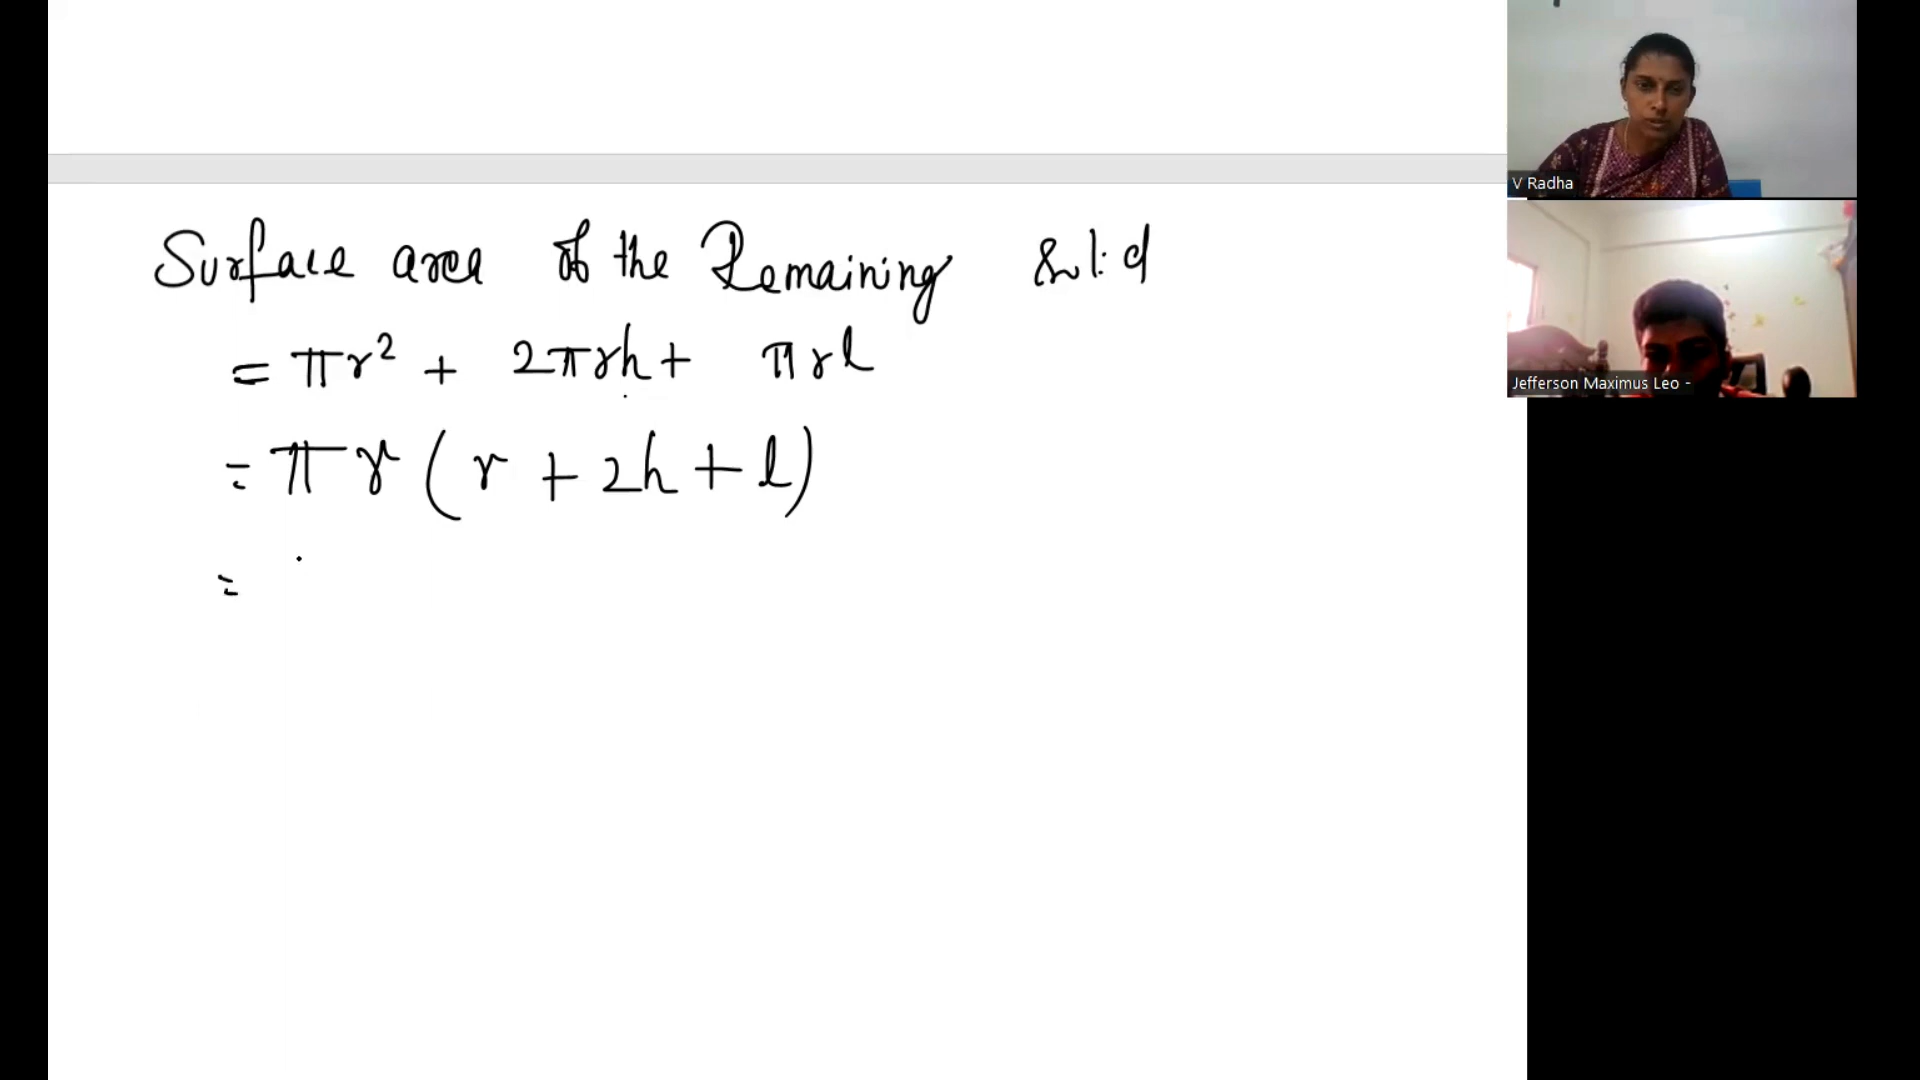 Surface area of the Remaining solid
= πr² + 2πrh + πrl
= πr (r + 2h + l)
=
V Radha
Jefferson Maximus Leo -